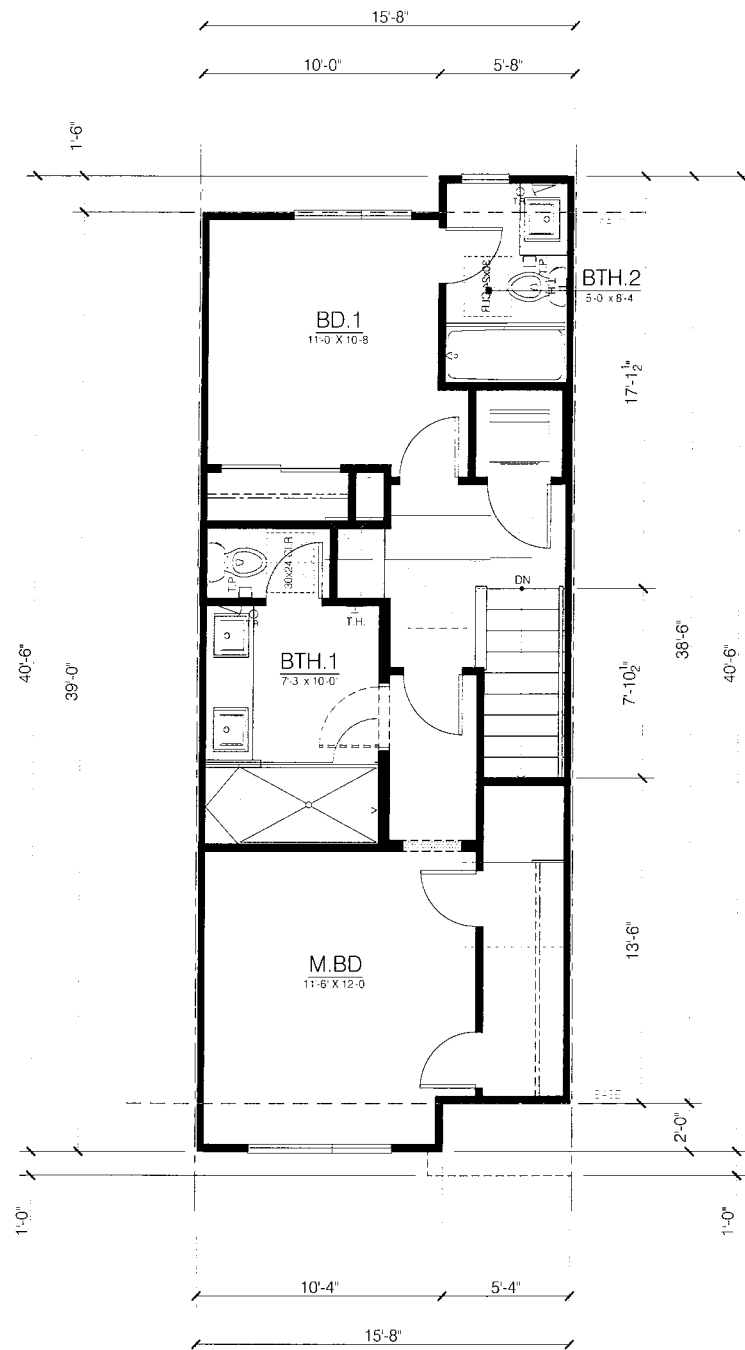 15'-8"
10'-0" 5'-8"
1'-6"
T.R.
BTH.2
5-0 x 8-4
30x24 CLR
T.P.
T.H.
BD.1
11'-0" X 10-8
17'-1½"
30x24 CLR
T.P.
DN
T.R.
T.H.
BTH.1
7'-3 x 10-0
40'-6"
39'-0"
7'-10½"
38'-6"
40'-6"
M.BD
11'-6" X 12-0
13'-6"
2'-0"
1'-0"
1'-0"
10'-4" 5'-4"
15'-8"